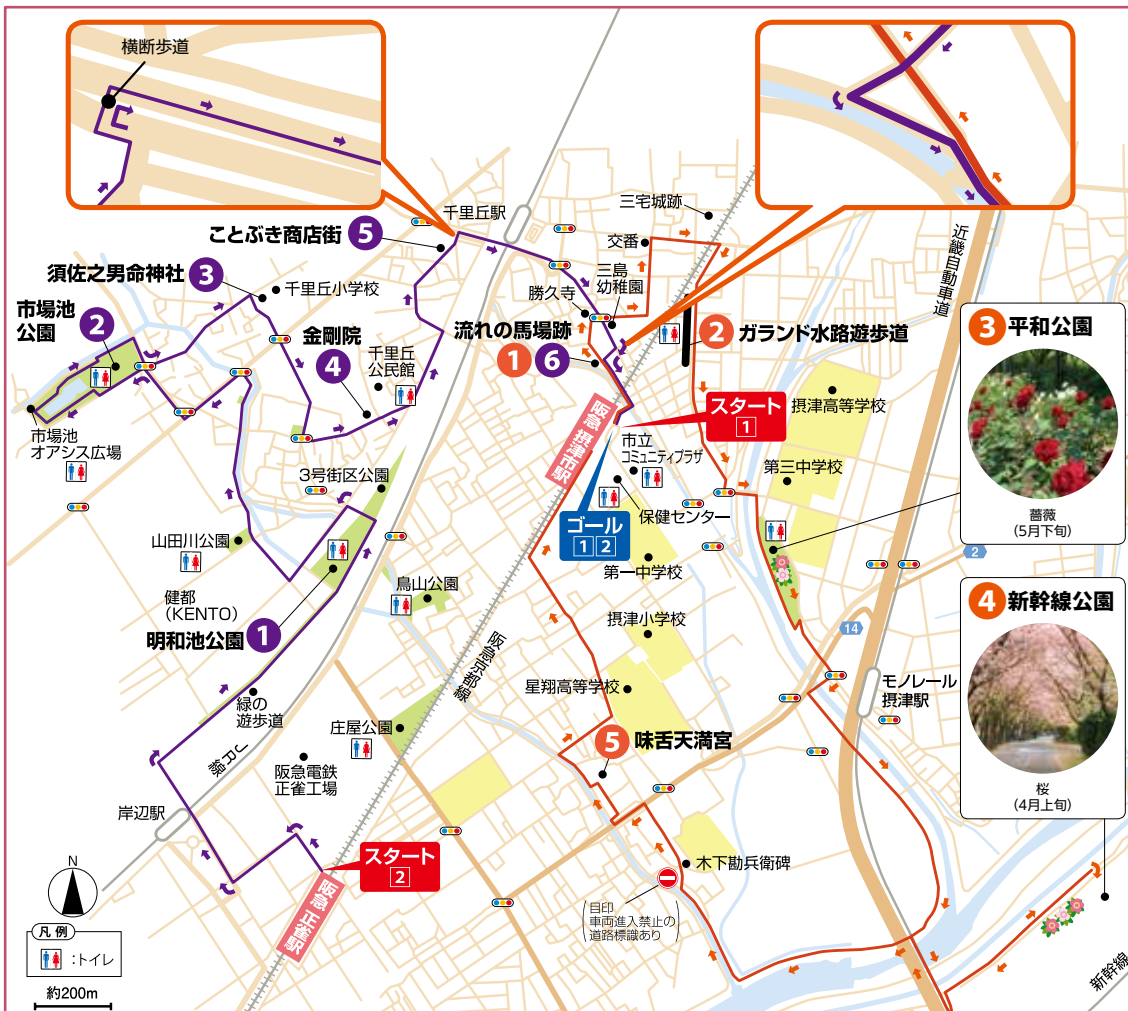 横断歩道
千里丘駅
三宅城跡
交番
三島
幼稚園
勝久寺
近畿自動車道
ことぶき商店街 5
須佐之男命神社 3
千里丘小学校
市場池
公園
2
金剛院
4
千里丘
公民館
流れの馬場跡
1 6
2 ガランド水路遊歩道
3 平和公園
薔薇
(5月下旬)
摂津高等学校
スタート
1
阪急 摂津市駅
市立
コミュニティプラザ
第三中学校
市場池
オアシス広場
3号街区公園
保健センター
ゴール
1 2
第一中学校
2
山田川公園
健都
(KENTO)
明和池公園 1
鳥山公園
摂津小学校
14
4 新幹線公園
桜
(4月上旬)
阪急京都線
星翔高等学校
モノレール
摂津駅
緑の
遊歩道
庄屋公園
5 味舌天満宮
JR線
阪急電鉄
正雀工場
岸辺駅
スタート
2
阪急 正雀駅
木下勘兵衛碑
目印
車両進入禁止の
道路標識あり
新幹線
N
凡例
:トイレ
約200m